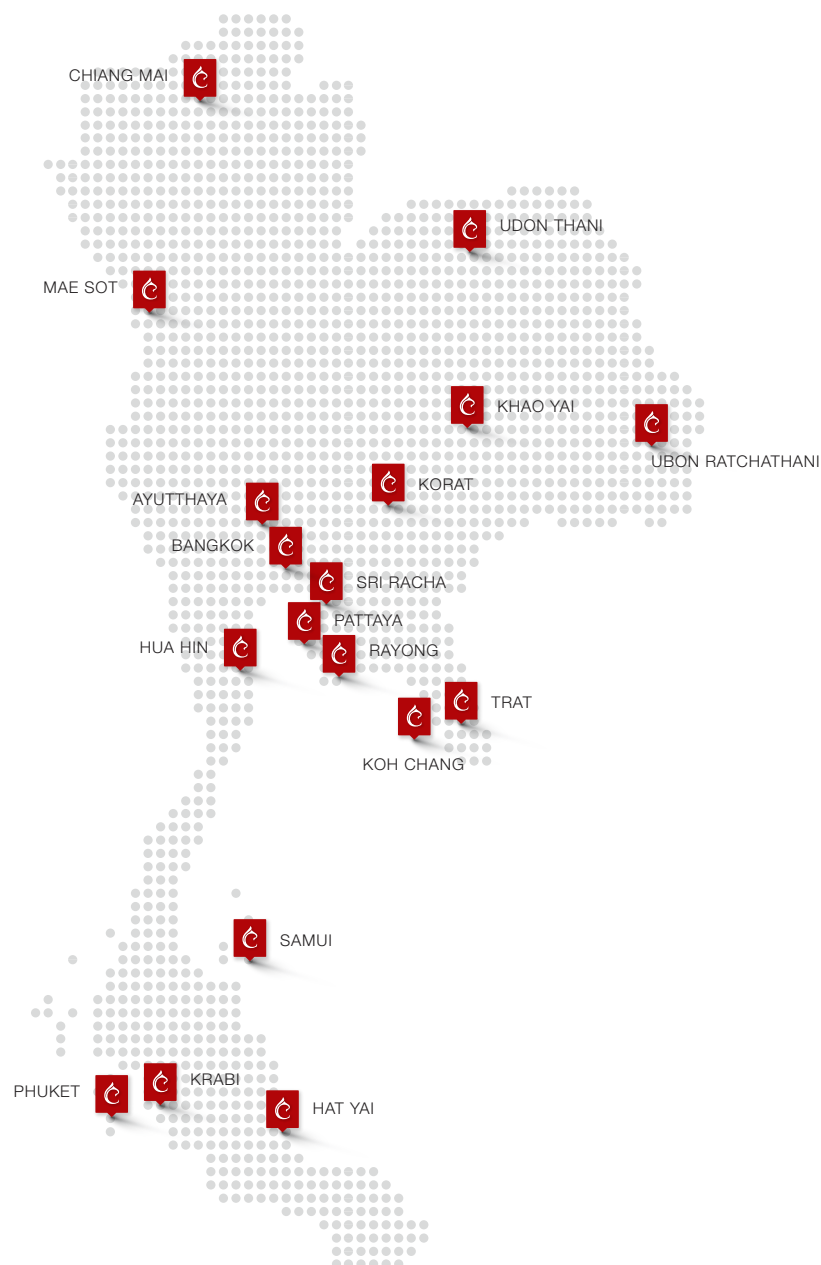 CHIANG MAI
UDON THANI
MAE SOT
KHAO YAI
UBON RATCHATHANI
KORAT
AYUTTHAYA
BANGKOK
SRI RACHA
PATTAYA
HUA HIN
RAYONG
TRAT
KOH CHANG
SAMUI
KRABI
PHUKET
HAT YAI